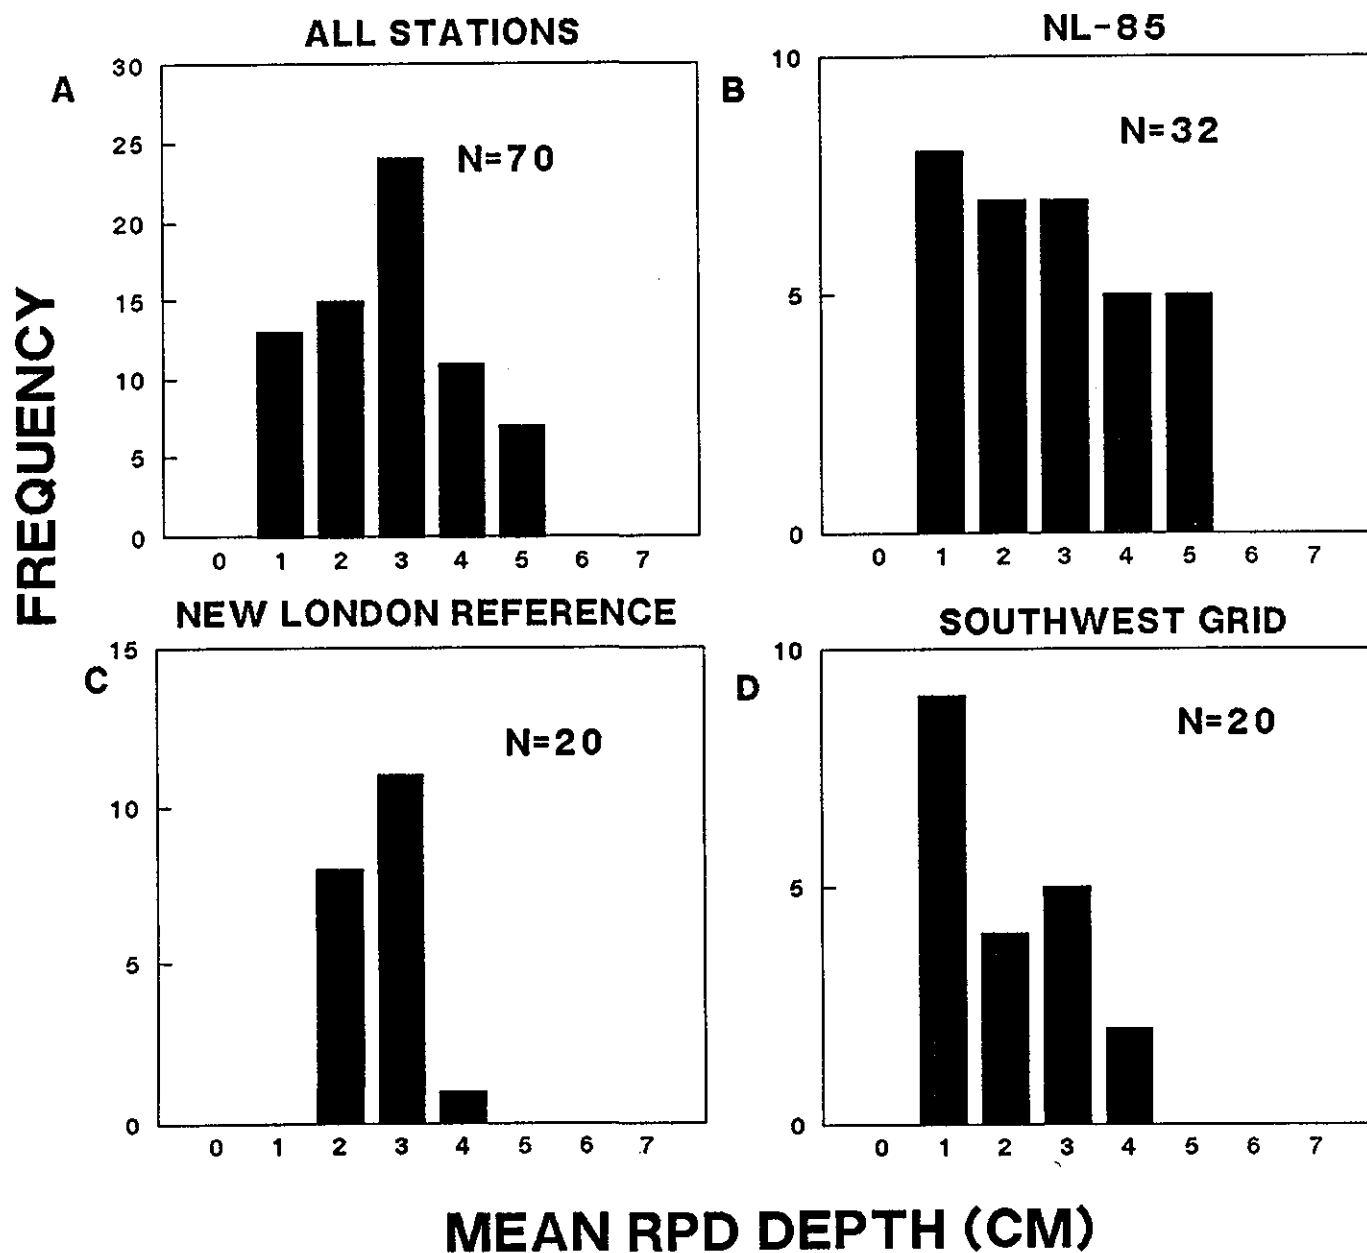 ALL STATIONS
A
30
25
20
15
10
5
0
N=70
0 1 2 3 4 5 6 7
NL-85
B
10
5
0
N=32
0 1 2 3 4 5 6 7
FREQUENCY
NEW LONDON REFERENCE
C
15
10
5
0
N=20
0 1 2 3 4 5 6 7
SOUTHWEST GRID
D
10
5
0
N=20
0 1 2 3 4 5 6 7
MEAN RPD DEPTH (CM)